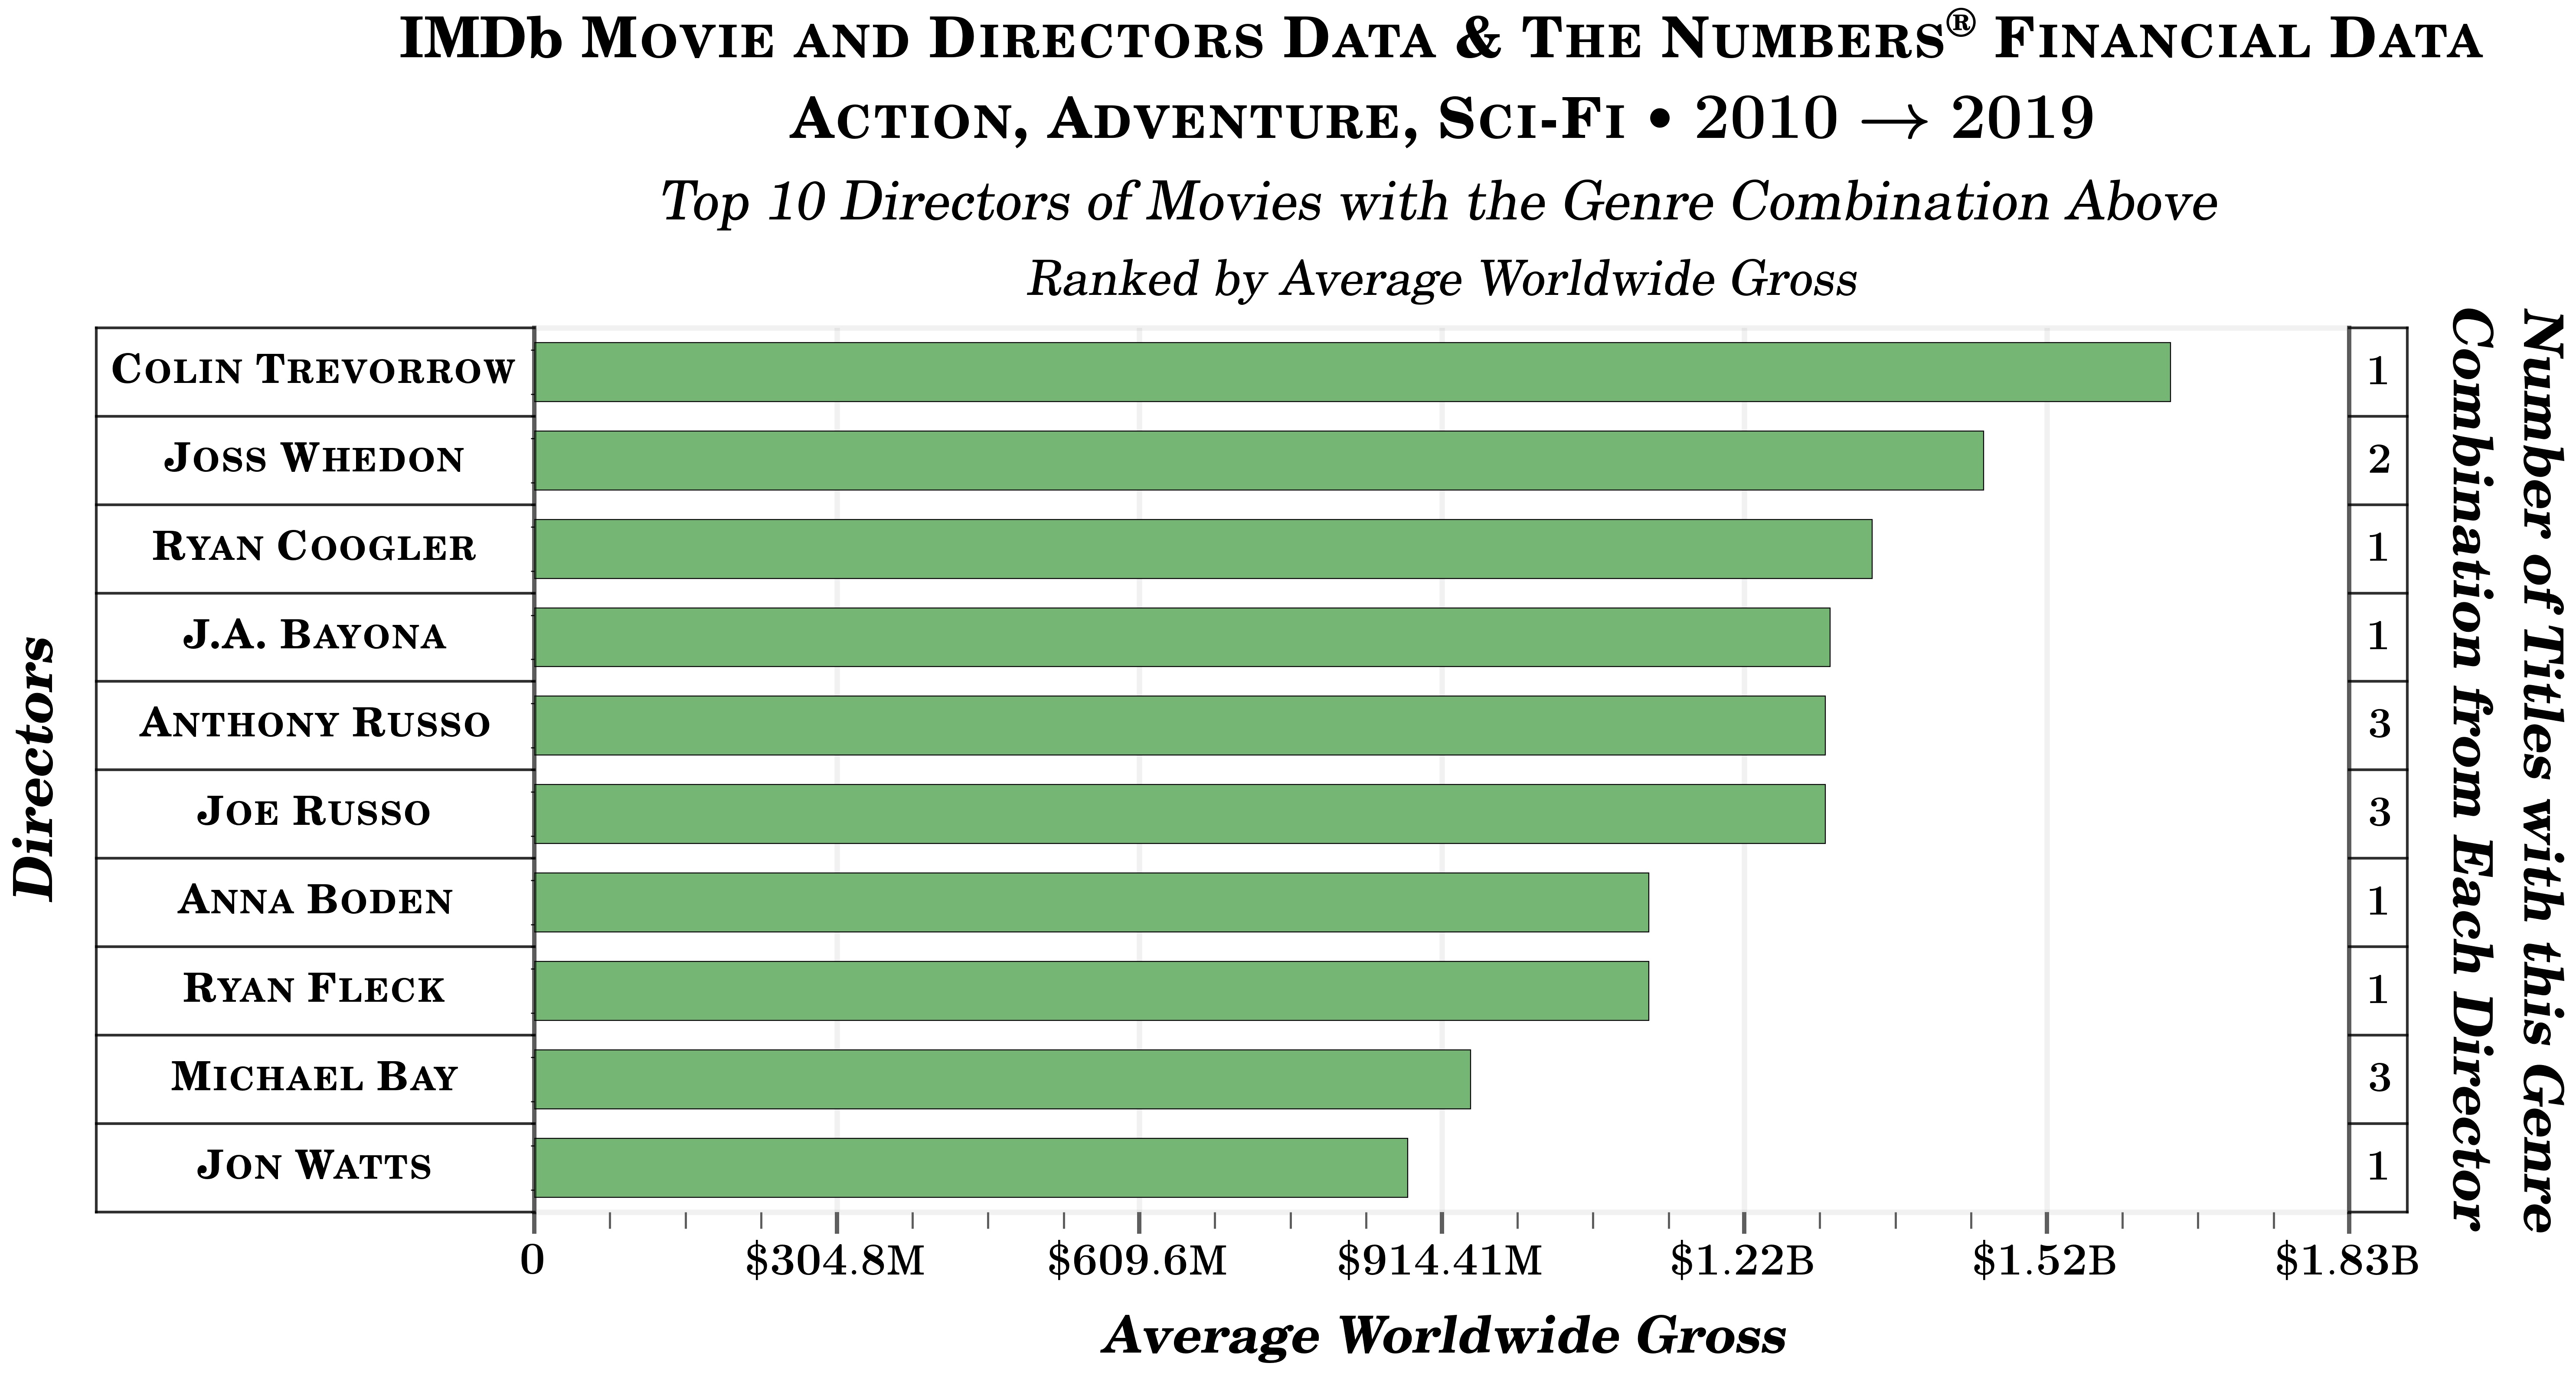 IMDb Movie and Directors Data & The Numbers® Financial Data
Action, Adventure, Sci-Fi • 2010 → 2019
Top 10 Directors of Movies with the Genre Combination Above
Ranked by Average Worldwide Gross
Directors
Colin Trevorrow 1
Joss Whedon 2
Ryan Coogler 1
J.A. Bayona 1
Anthony Russo 3
Joe Russo 3
Anna Boden 1
Ryan Fleck 1
Michael Bay 3
Jon Watts 1
Number of Titles with this Genre
Combination from Each Director
0 $304.8M $609.6M $914.41M $1.22B $1.52B $1.83B
Average Worldwide Gross